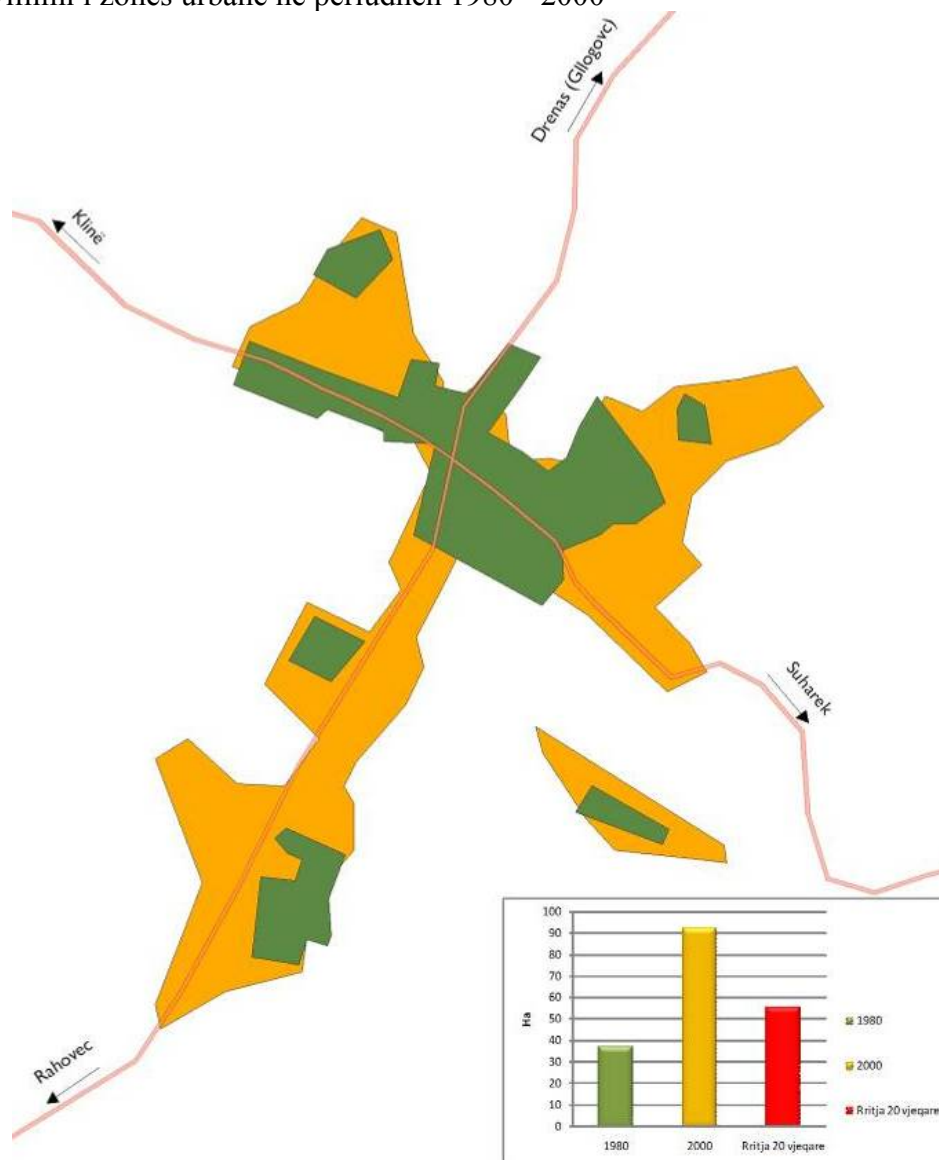 zonës urbane në periudhën 1980 - 2000
Drenas (Gllogovc)
Klinë
Suharek
Rahovec
100
90
80
70
60
50
40
30
20
10
0
Ha
1980
2000
Rritja 20 vjeqare
1980
2000
Rritja 20 vjeqare